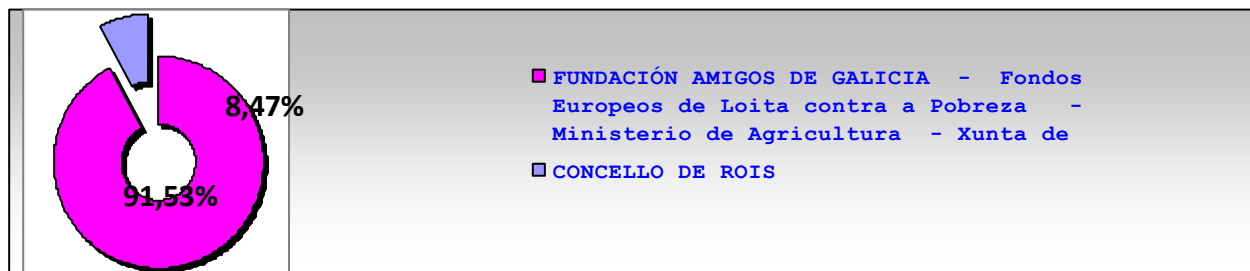 8,47%
91,53%
FUNDACIÓN AMIGOS DE GALICIA - Fondos
Europeos de Loita contra a Pobreza -
Ministerio de Agricultura - Xunta de
CONCELLO DE ROIS